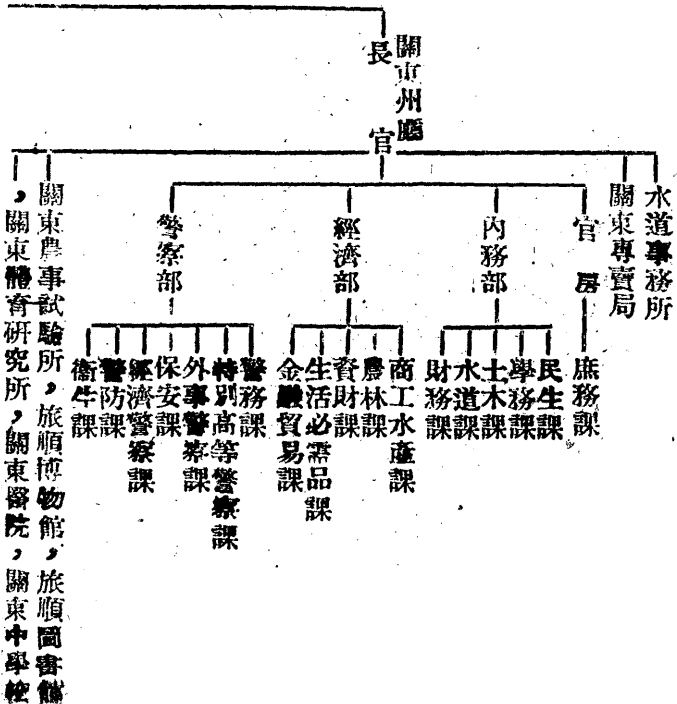 關東州廳
長官
水道事務所
關東專賣局
官房
庶務課
內務部
民生課
學務課
土木課
水道課
財務課
經濟部
商工水產課
農林課
資財課
生活必需品課
金融貿易課
警察部
警務課
特別高等警察課
外事警察課
保安課
經濟警察課
警防課
衞生課
關東農事試驗所，旅順博物館，旅順圖書館
，關東體育研究所，關東醫院，關東中學校